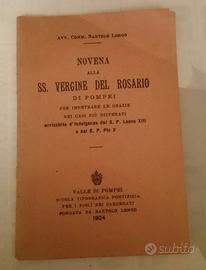 AVV. COMM. BARTOLO LONGO
NOVENA
ALLA
SS. VERGINE DEL ROSARIO
DI POMPEI
PER IMPETRARE LE GRAZIE
NEI CASI PIÙ DISPERATI
arricchita d'indulgenze dal S. P. Leone XIII
e dal S. P. Pio X
VALLE DI POMPEI
SCUOLA TIPOGRAFICA PONTIFICIA
PER I FIGLI DEI CARCERATI
FONDATA DA BARTOLO LONGO
1924
subito